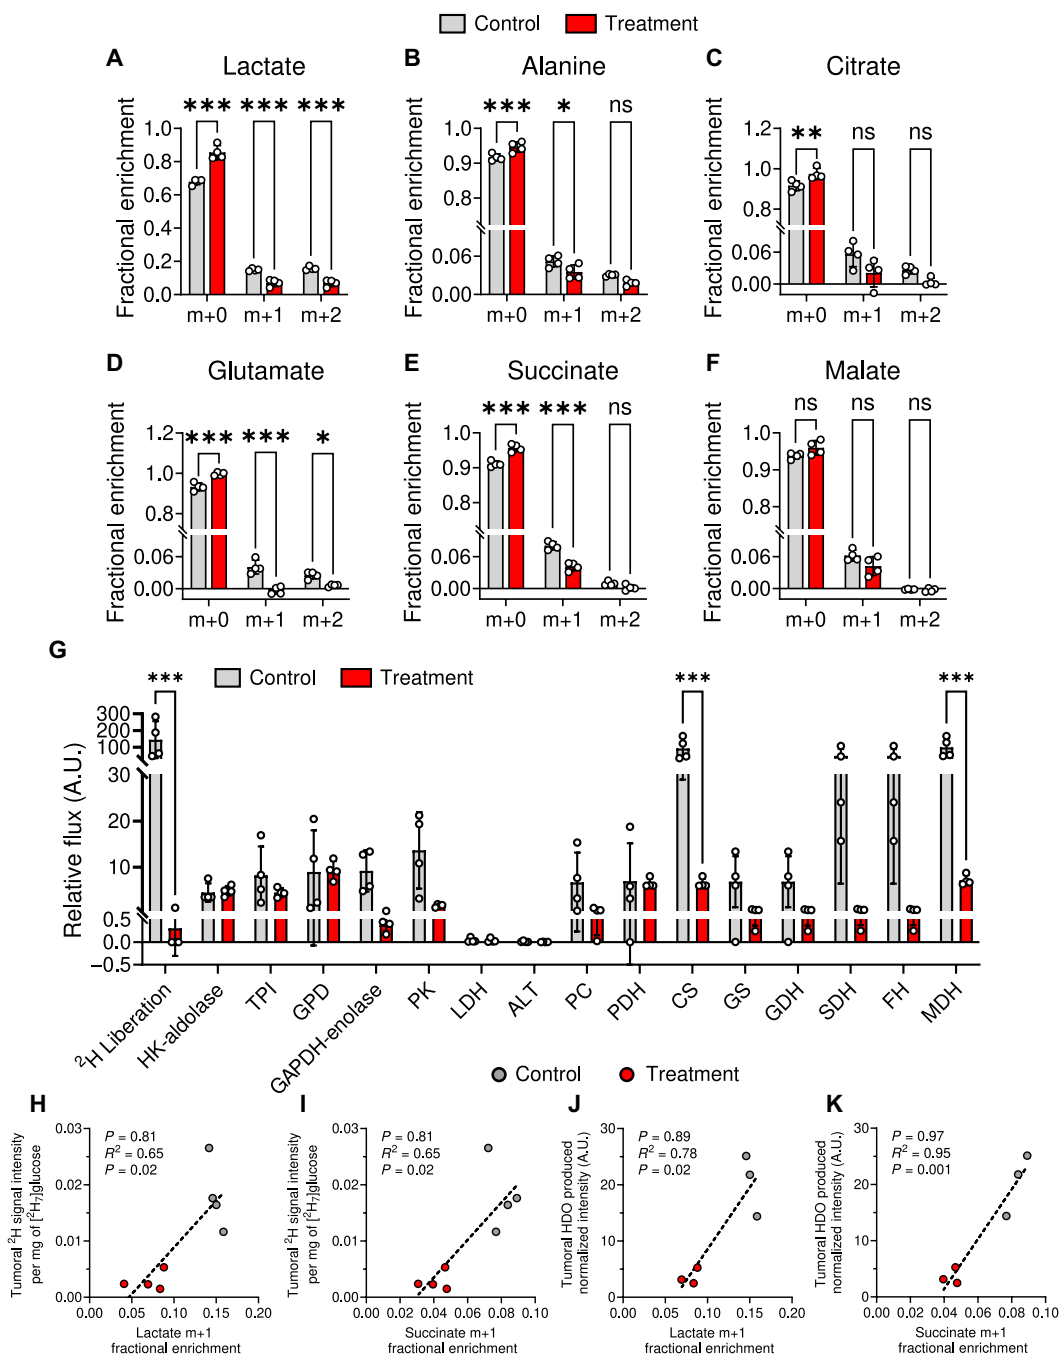 Control Treatment
A
Lactate
B
Alanine
C
Citrate
Fractional enrichment
*** *** ***
1.0
0.8
0.6
0.2
0.0
m+0 m+1 m+2
Fractional enrichment
*** * ns
1.0
0.9
0.8
0.06
0.00
m+0 m+1 m+2
Fractional enrichment
** ns ns
1.2
1.0
0.06
0.00
m+0 m+1 m+2
D
Glutamate
E
Succinate
F
Malate
Fractional enrichment
*** *** *
1.2
1.0
0.8
0.06
0.00
m+0 m+1 m+2
Fractional enrichment
*** *** ns
1.0
0.9
0.8
0.06
0.00
m+0 m+1 m+2
Fractional enrichment
ns ns ns
1.0
0.9
0.8
0.06
0.00
m+0 m+1 m+2
G
Control Treatment
*** *** ***
Relative flux (A.U.)
300
200
100
30
20
10
0.5
0.0
−0.5
²H Liberation HK-aldolase TPI GPD GAPDH-enolase PK LDH ALT PC PDH CS GS GDH SDH FH MDH
Control Treatment
H
Tumoral ²H signal intensity
per mg of [²H₇]glucose
P = 0.81
R² = 0.65
P = 0.02
0.03
0.02
0.01
0.00
0.00 0.05 0.10 0.15 0.20
Lactate m+1
fractional enrichment
I
Tumoral ²H signal intensity
per mg of [²H₇]glucose
P = 0.81
R² = 0.65
P = 0.02
0.03
0.02
0.01
0.00
0.00 0.02 0.04 0.06 0.08 0.10
Succinate m+1
fractional enrichment
J
Tumoral HDO produced
normalized intensity (A.U.)
P = 0.89
R² = 0.78
P = 0.02
30
20
10
0
0.00 0.05 0.10 0.15 0.20
Lactate m+1
fractional enrichment
K
Tumoral HDO produced
normalized intensity (A.U.)
P = 0.97
R² = 0.95
P = 0.001
30
20
10
0
0.00 0.02 0.04 0.06 0.08 0.10
Succinate m+1
fractional enrichment